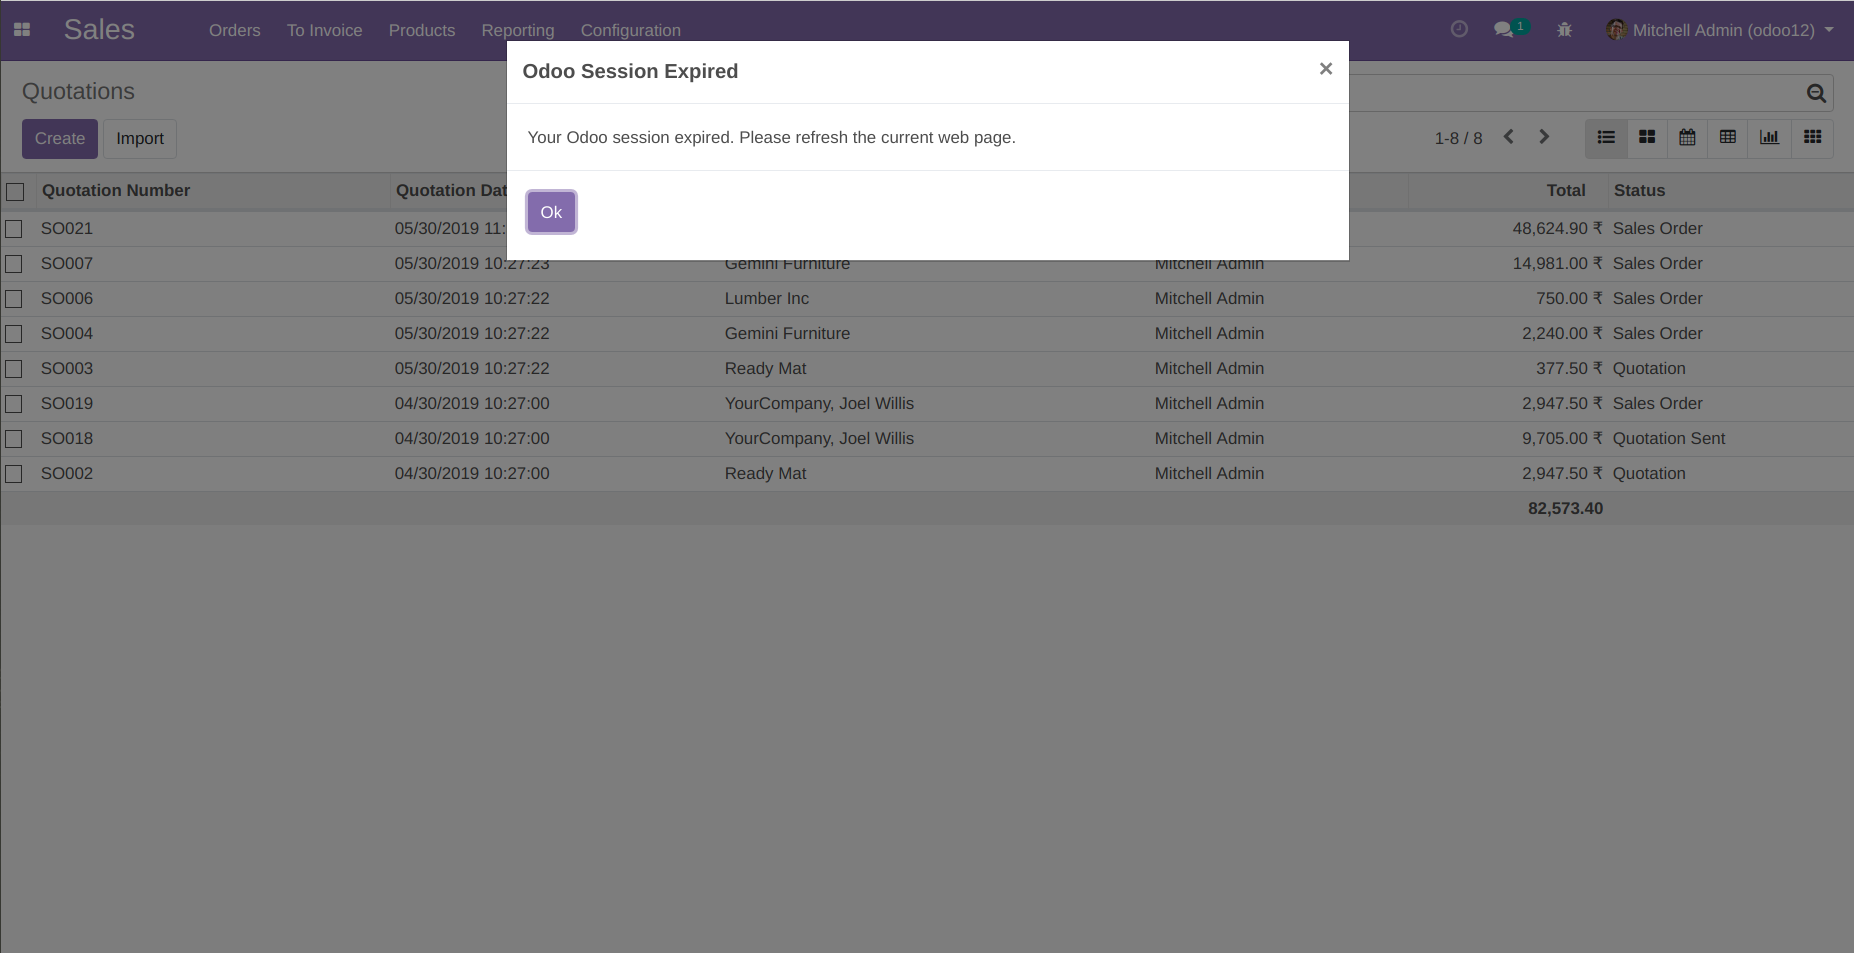 Sales Orders To Invoice Products Reporting Configuration 1 Mitchell Admin (odoo12)
Odoo Session Expired ×
Quotations
Your Odoo session expired. Please refresh the current web page.
Create Import 1-8 / 8
Quotation Number Quotation Dat Total Status
Ok
SO021 05/30/2019 11: 48,624.90 ₹ Sales Order
SO007 05/30/2019 10:27:23 Gemini Furniture Mitchell Admin 14,981.00 ₹ Sales Order
SO006 05/30/2019 10:27:22 Lumber Inc Mitchell Admin 750.00 ₹ Sales Order
SO004 05/30/2019 10:27:22 Gemini Furniture Mitchell Admin 2,240.00 ₹ Sales Order
SO003 05/30/2019 10:27:22 Ready Mat Mitchell Admin 377.50 ₹ Quotation
SO019 04/30/2019 10:27:00 YourCompany, Joel Willis Mitchell Admin 2,947.50 ₹ Sales Order
SO018 04/30/2019 10:27:00 YourCompany, Joel Willis Mitchell Admin 9,705.00 ₹ Quotation Sent
SO002 04/30/2019 10:27:00 Ready Mat Mitchell Admin 2,947.50 ₹ Quotation
82,573.40